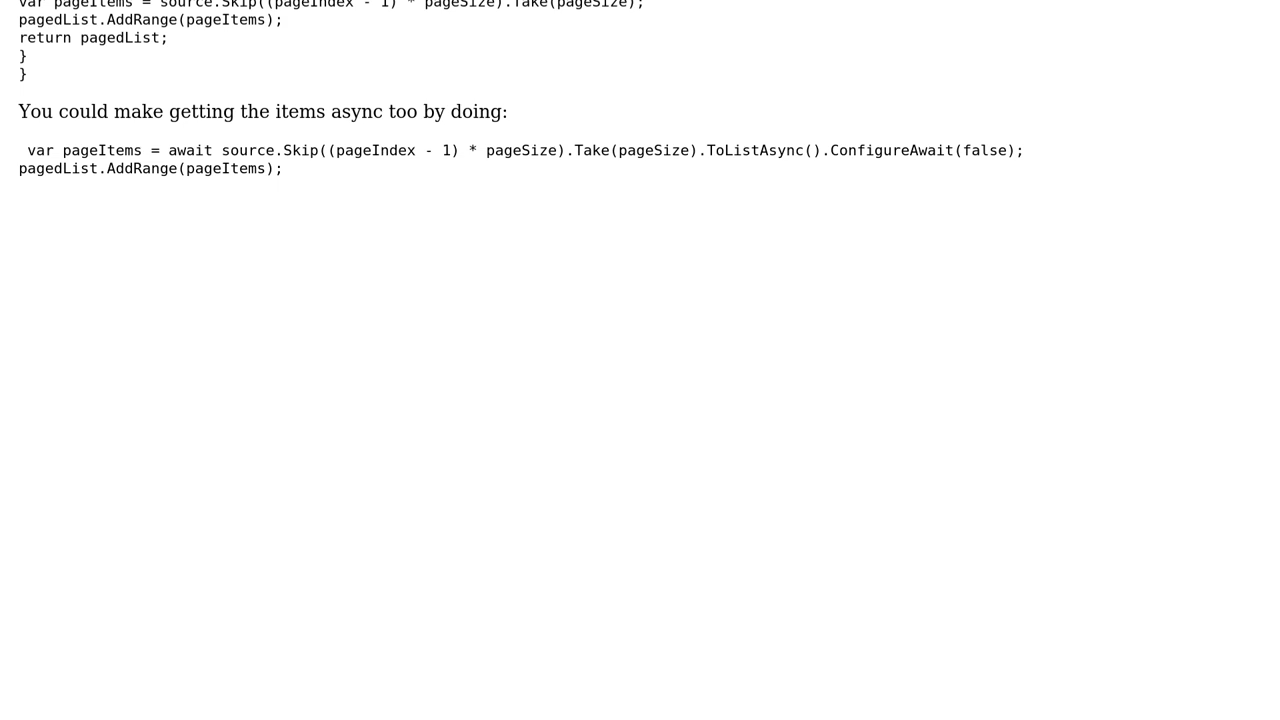 var pageItems = source.Skip((pageIndex - 1) * pageSize).Take(pageSize);
pagedList.AddRange(pageItems);
return pagedList;
}
}
You could make getting the items async too by doing:
var pageItems = await source.Skip((pageIndex - 1) * pageSize).Take(pageSize).ToListAsync().ConfigureAwait(false);
pagedList.AddRange(pageItems);